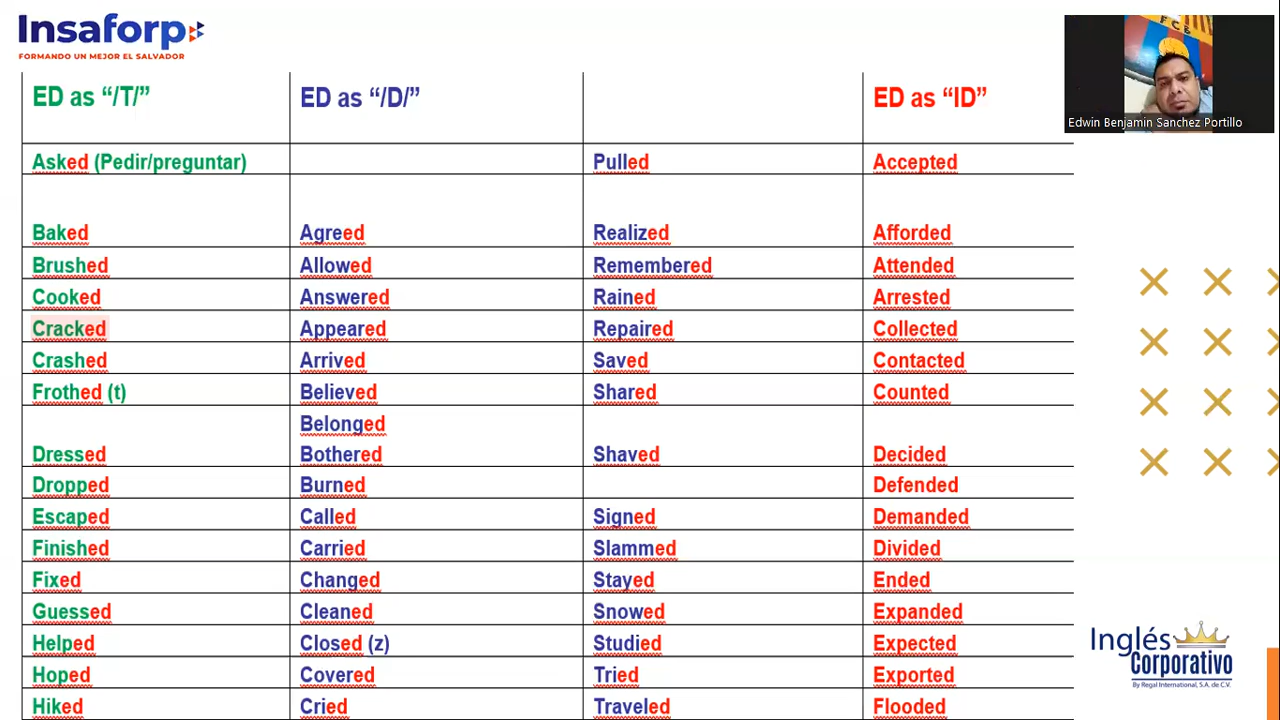 Insaforp
FORMANDO UN MEJOR EL SALVADOR
FCB
Edwin Benjamin Sanchez Portillo
ED as “/T/” ED as “/D/” ED as “ID”
Asked (Pedir/preguntar) Pulled Accepted
Baked Agreed Realized Afforded
Brushed Allowed Remembered Attended
Cooked Answered Rained Arrested
Cracked Appeared Repaired Collected
Crashed Arrived Saved Contacted
Frothed (t) Believed Shared Counted
Belonged
Dressed Bothered Shaved Decided
Dropped Burned Defended
Escaped Called Signed Demanded
Finished Carried Slammed Divided
Fixed Changed Stayed Ended
Guessed Cleaned Snowed Expanded
Helped Closed (z) Studied Expected
Hoped Covered Tried Exported
Hiked Cried Traveled Flooded
Inglés
Corporativo
By Regal International, S.A. de C.V.